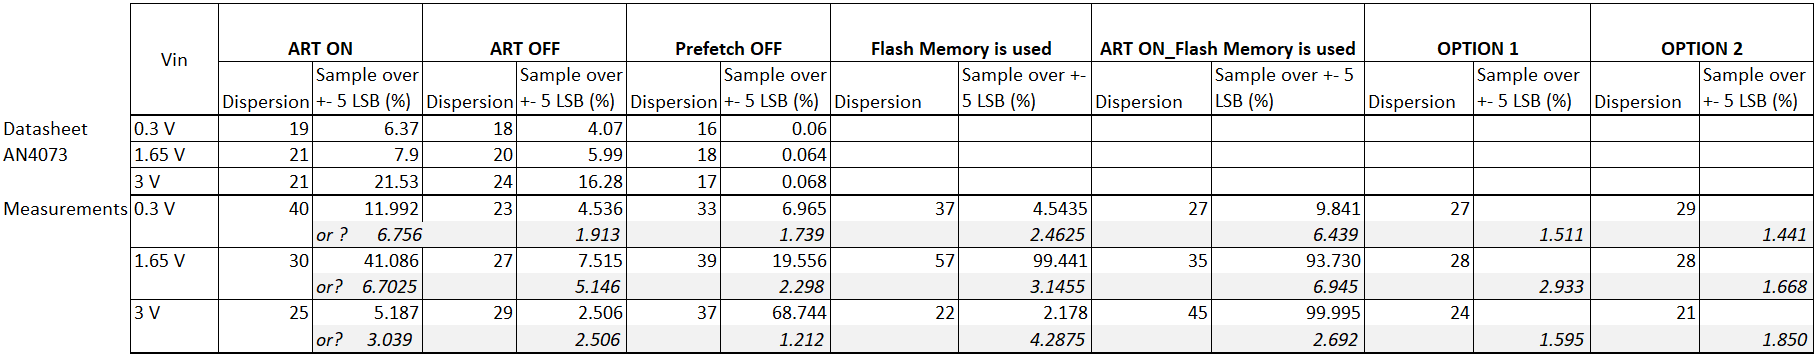 Vin ART ON ART OFF Prefetch OFF Flash Memory is used ART ON_Flash Memory is used OPTION 1 OPTION 2
Dispersion Sample over +- 5 LSB (%) Dispersion Sample over +- 5 LSB (%) Dispersion Sample over +- 5 LSB (%) Dispersion Sample over +- 5 LSB (%) Dispersion Sample over +- 5 LSB (%) Dispersion Sample over +- 5 LSB (%) Dispersion Sample over +- 5 LSB (%)
Datasheet 0.3 V 19 6.37 18 4.07 16 0.06
AN4073 1.65 V 21 7.9 20 5.99 18 0.064
3 V 21 21.53 24 16.28 17 0.068
Measurements 0.3 V 40 11.992 23 4.536 33 6.965 37 4.5435 27 9.841 27 29
or ? 6.756 1.913 1.739 2.4625 6.439 1.511 1.441
1.65 V 30 41.086 27 7.515 39 19.556 57 99.441 35 93.730 28 28
or? 6.7025 5.146 2.298 3.1455 6.945 2.933 1.668
3 V 25 5.187 29 2.506 37 68.744 22 2.178 45 99.995 24 21
or? 3.039 2.506 1.212 4.2875 2.692 1.595 1.850